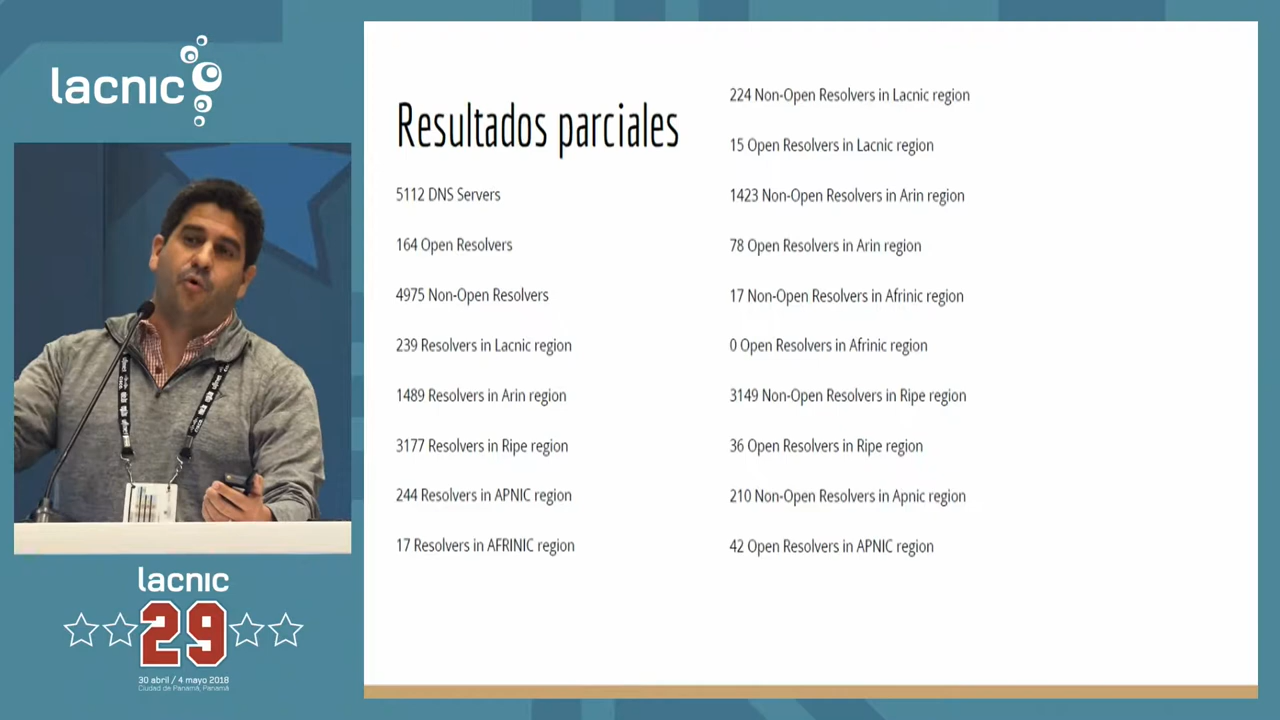 lacnic
Resultados parciales
5112 DNS Servers
164 Open Resolvers
4975 Non-Open Resolvers
239 Resolvers in Lacnic region
1489 Resolvers in Arin region
3177 Resolvers in Ripe region
244 Resolvers in APNIC region
17 Resolvers in AFRINIC region
224 Non-Open Resolvers in Lacnic region
15 Open Resolvers in Lacnic region
1423 Non-Open Resolvers in Arin region
78 Open Resolvers in Arin region
17 Non-Open Resolvers in Afrinic region
0 Open Resolvers in Afrinic region
3149 Non-Open Resolvers in Ripe region
36 Open Resolvers in Ripe region
210 Non-Open Resolvers in Apnic region
42 Open Resolvers in APNIC region
lacnic
29
30 abril / 4 mayo 2018
Ciudad de Panamá, Panamá